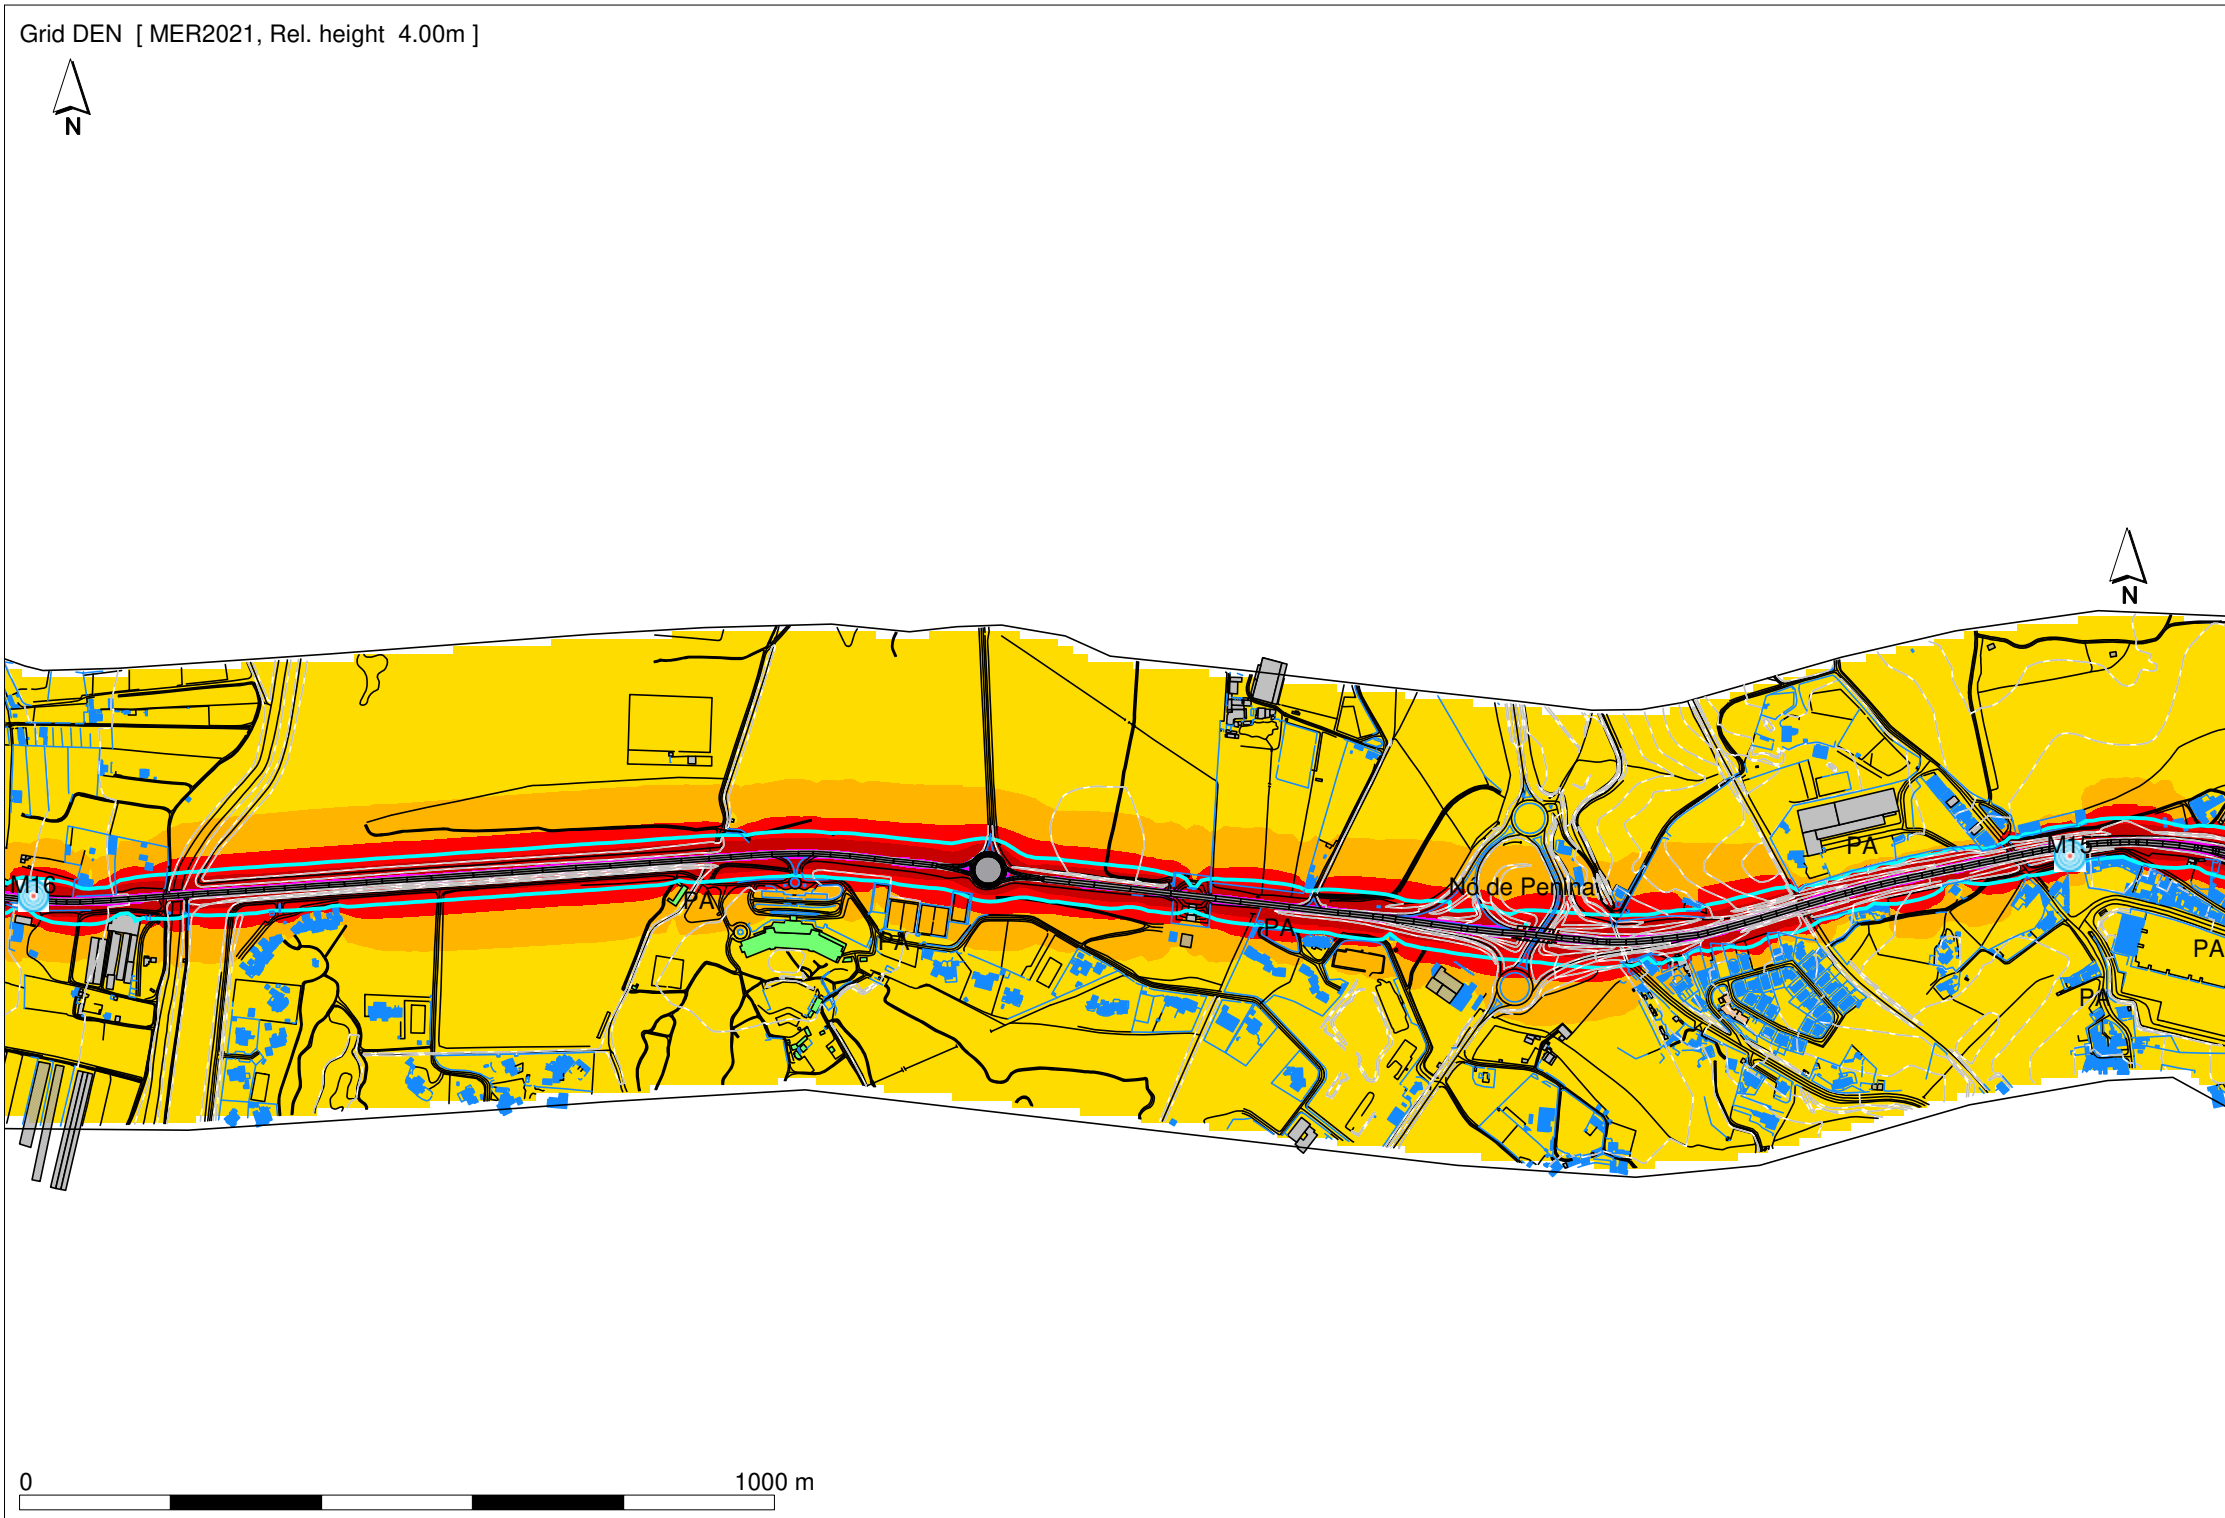 Grid DEN [ MER2021, Rel. height 4.00m ]
N
N
PA
M15
M16
Nó de Penina
PA
PA
PA
PA
PA
0
1000 m